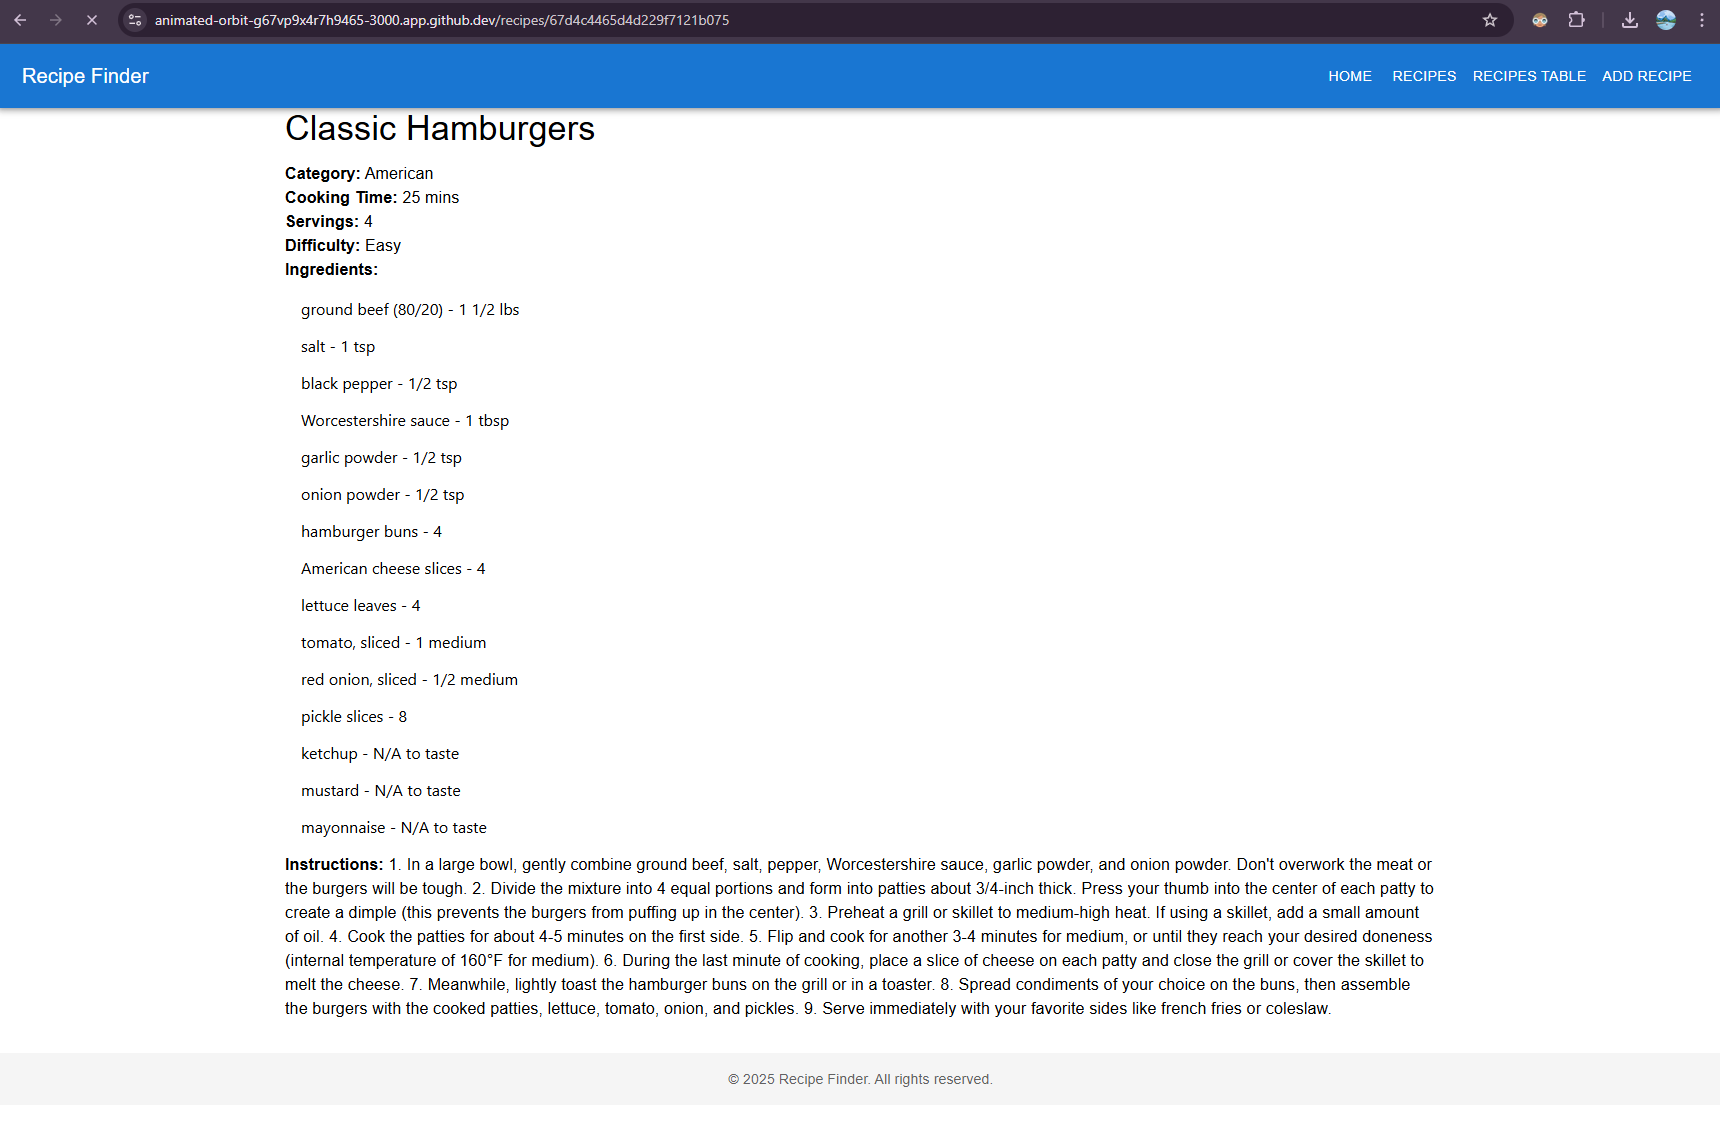 animated-orbit-g67vp9x4r7h9465-3000.app.github.dev/recipes/67d4c4465d4d229f7121b075
Recipe Finder
HOME
RECIPES
RECIPES TABLE
ADD RECIPE
Classic Hamburgers
Category: American
Cooking Time: 25 mins
Servings: 4
Difficulty: Easy
Ingredients:
ground beef (80/20) - 1 1/2 lbs
salt - 1 tsp
black pepper - 1/2 tsp
Worcestershire sauce - 1 tbsp
garlic powder - 1/2 tsp
onion powder - 1/2 tsp
hamburger buns - 4
American cheese slices - 4
lettuce leaves - 4
tomato, sliced - 1 medium
red onion, sliced - 1/2 medium
pickle slices - 8
ketchup - N/A to taste
mustard - N/A to taste
mayonnaise - N/A to taste
Instructions: 1. In a large bowl, gently combine ground beef, salt, pepper, Worcestershire sauce, garlic powder, and onion powder. Don't overwork the meat or
the burgers will be tough. 2. Divide the mixture into 4 equal portions and form into patties about 3/4-inch thick. Press your thumb into the center of each patty to
create a dimple (this prevents the burgers from puffing up in the center). 3. Preheat a grill or skillet to medium-high heat. If using a skillet, add a small amount
of oil. 4. Cook the patties for about 4-5 minutes on the first side. 5. Flip and cook for another 3-4 minutes for medium, or until they reach your desired doneness
(internal temperature of 160°F for medium). 6. During the last minute of cooking, place a slice of cheese on each patty and close the grill or cover the skillet to
melt the cheese. 7. Meanwhile, lightly toast the hamburger buns on the grill or in a toaster. 8. Spread condiments of your choice on the buns, then assemble
the burgers with the cooked patties, lettuce, tomato, onion, and pickles. 9. Serve immediately with your favorite sides like french fries or coleslaw.
© 2025 Recipe Finder. All rights reserved.